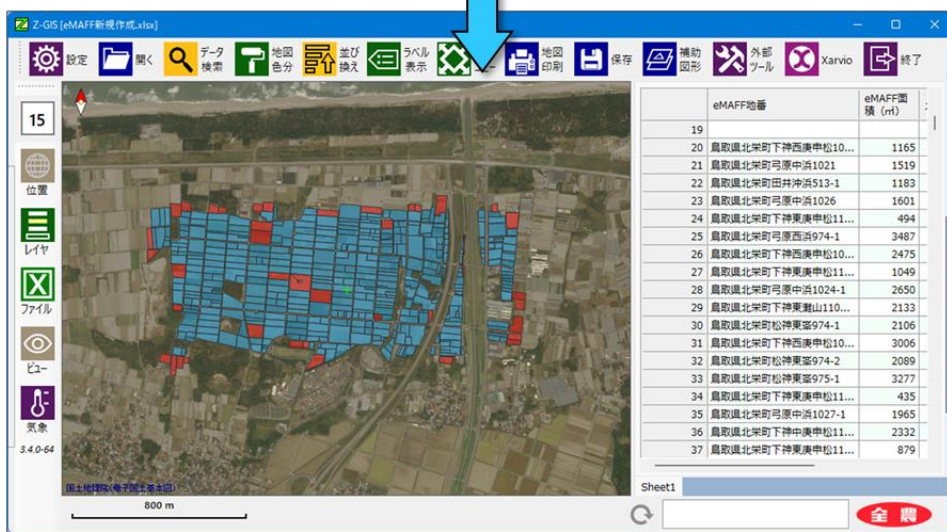 Z-GIS [eMAFF新規作成.xlsx]
設定
開く
データ
検索
地図
色分
並び
換え
ラベル
表示
ュー
地図
印刷
保存
補助
図形
外部
ツール
Xarvio
終了
15
位置
レイヤ
ファイル
ビュー
気象
3.4.0-64
国土地理院(電子国土基本図)
800 m
eMAFF地番
eMAFF面
積 (㎡)
19
20 鳥取県北栄町下神西庚申松10... 1165
21 鳥取県北栄町弓原中浜1021 1519
22 鳥取県北栄町田井沖浜513-1 1183
23 鳥取県北栄町弓原中浜1026 1601
24 鳥取県北栄町下神東庚申松11... 494
25 鳥取県北栄町弓原西浜974-1 3487
26 鳥取県北栄町下神西庚申松10... 2475
27 鳥取県北栄町下神東庚申松11... 1049
28 鳥取県北栄町弓原中浜1024-1 2650
29 鳥取県北栄町下神東灘山110... 2133
30 鳥取県北栄町松神東峯974-1 2106
31 鳥取県北栄町下神西庚申松10... 3006
32 鳥取県北栄町松神東峯974-2 2089
33 鳥取県北栄町松神東峯975-1 3277
34 鳥取県北栄町下神東庚申松11... 435
35 鳥取県北栄町弓原中浜1027-1 1965
36 鳥取県北栄町下神中庚申松11... 2332
37 鳥取県北栄町下神東庚申松11... 879
Sheet1
全農